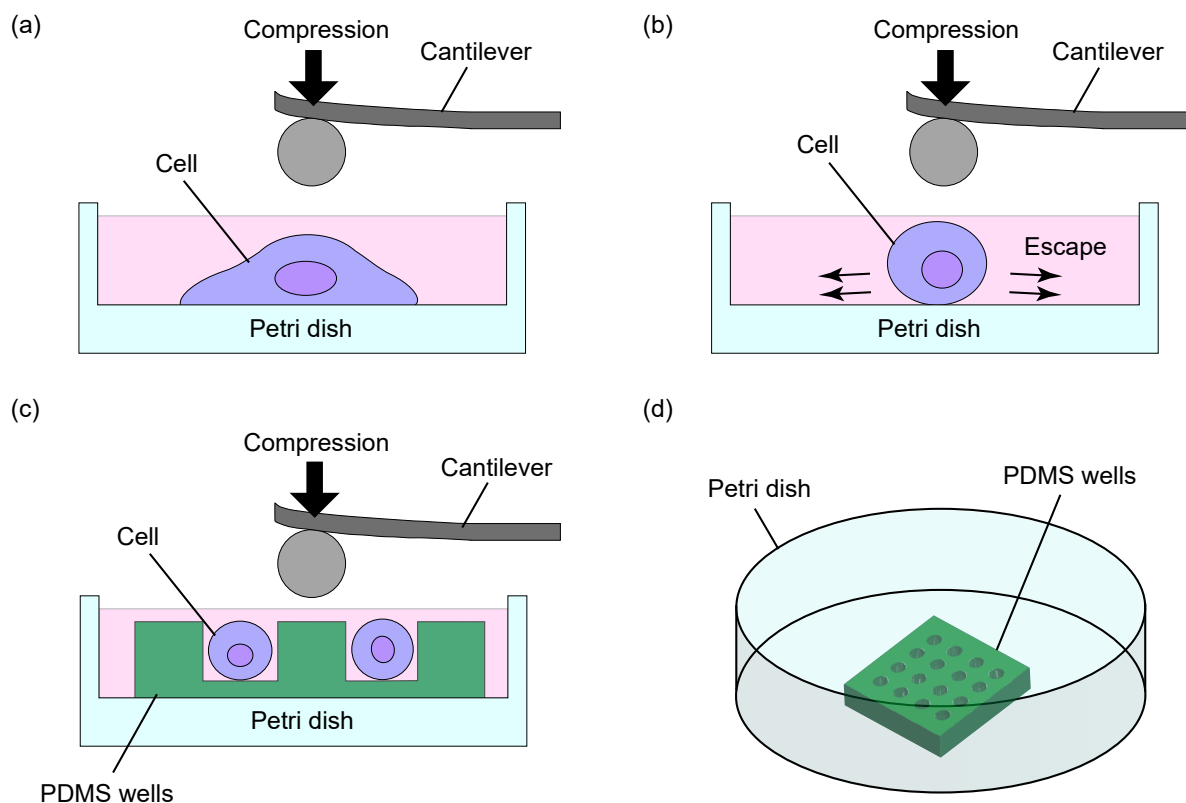 (a)
Compression
Cantilever
Cell
Petri dish
(b)
Compression
Cantilever
Cell
Escape
Petri dish
(c)
Compression
Cantilever
Cell
Petri dish
PDMS wells
(d)
PDMS wells
Petri dish